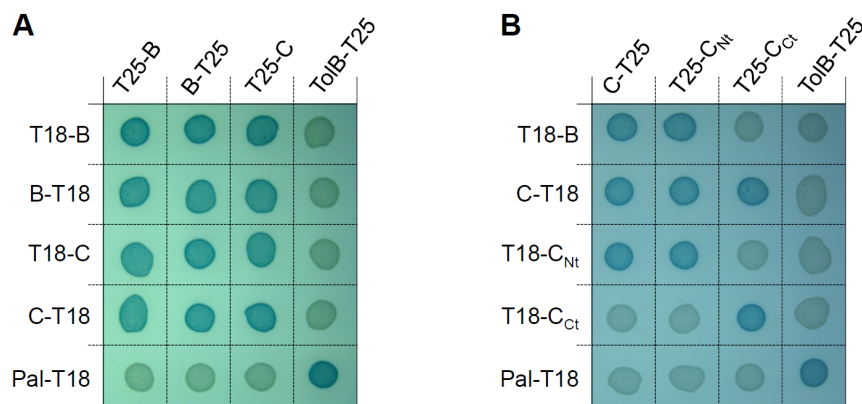 A
T25-B
B-T25
T25-C
TolB-T25
T18-B
B-T18
T18-C
C-T18
Pal-T18
B
C-T25
T25-CNt
T25-CCt
TolB-T25
T18-B
C-T18
T18-CNt
T18-CCt
Pal-T18